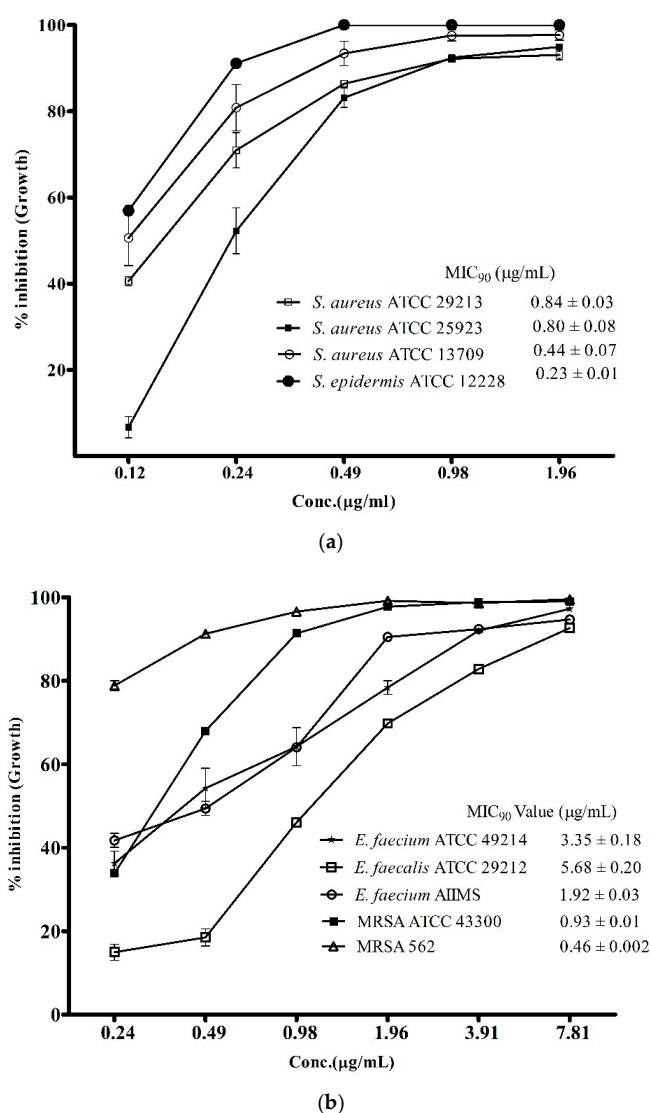 100
80
60
40
20
% inhibition (Growth)
MIC90 (µg/mL)
S. aureus ATCC 29213 0.84 ± 0.03
S. aureus ATCC 25923 0.80 ± 0.08
S. aureus ATCC 13709 0.44 ± 0.07
S. epidermis ATCC 12228 0.23 ± 0.01
0.12 0.24 0.49 0.98 1.96
Conc.(µg/ml)
(a)
100
80
60
40
20
0
% inhibition (Growth)
MIC90 Value (µg/mL)
E. faecium ATCC 49214 3.35 ± 0.18
E. faecalis ATCC 29212 5.68 ± 0.20
E. faecium AIIMS 1.92 ± 0.03
MRSA ATCC 43300 0.93 ± 0.01
MRSA 562 0.46 ± 0.002
0.24 0.49 0.98 1.96 3.91 7.81
Conc.(µg/mL)
(b)